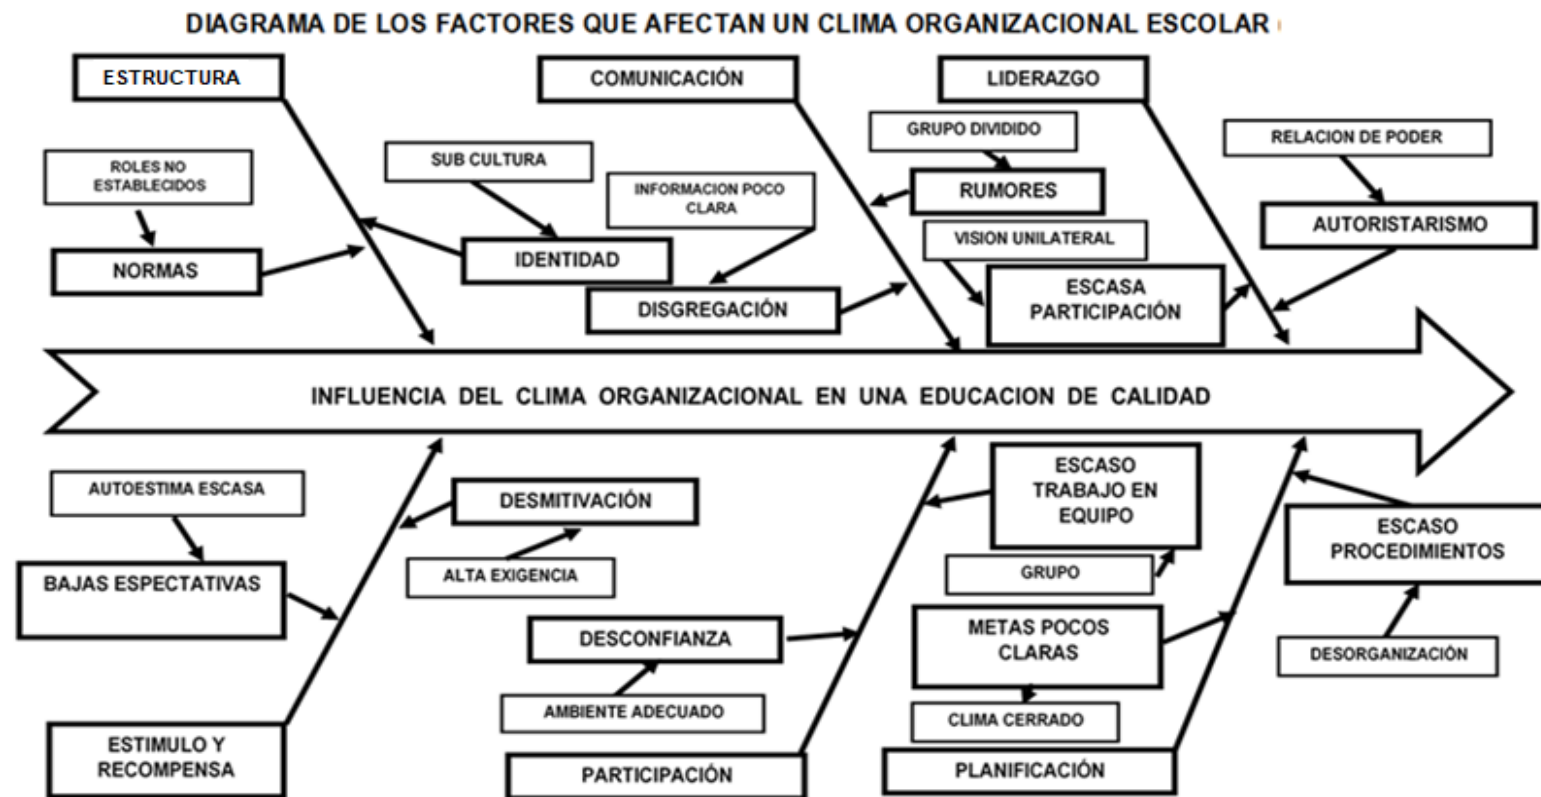 DIAGRAMA DE LOS FACTORES QUE AFECTAN UN CLIMA ORGANIZACIONAL ESCOLAR
ESTRUCTURA
COMUNICACIÓN
LIDERAZGO
ROLES NO
ESTABLECIDOS
NORMAS
SUB CULTURA
IDENTIDAD
INFORMACION POCO
CLARA
DISGREGACIÓN
GRUPO DIVIDIDO
RUMORES
VISION UNILATERAL
ESCASA
PARTICIPACIÓN
RELACION DE PODER
AUTORISTARISMO
INFLUENCIA DEL CLIMA ORGANIZACIONAL EN UNA EDUCACION DE CALIDAD
AUTOESTIMA ESCASA
BAJAS ESPECTATIVAS
DESMITIVACIÓN
ALTA EXIGENCIA
DESCONFIANZA
AMBIENTE ADECUADO
ESCASO
TRABAJO EN
EQUIPO
GRUPO
METAS POCOS
CLARAS
CLIMA CERRADO
ESCASO
PROCEDIMIENTOS
DESORGANIZACIÓN
ESTIMULO Y
RECOMPENSA
PARTICIPACIÓN
PLANIFICACIÓN